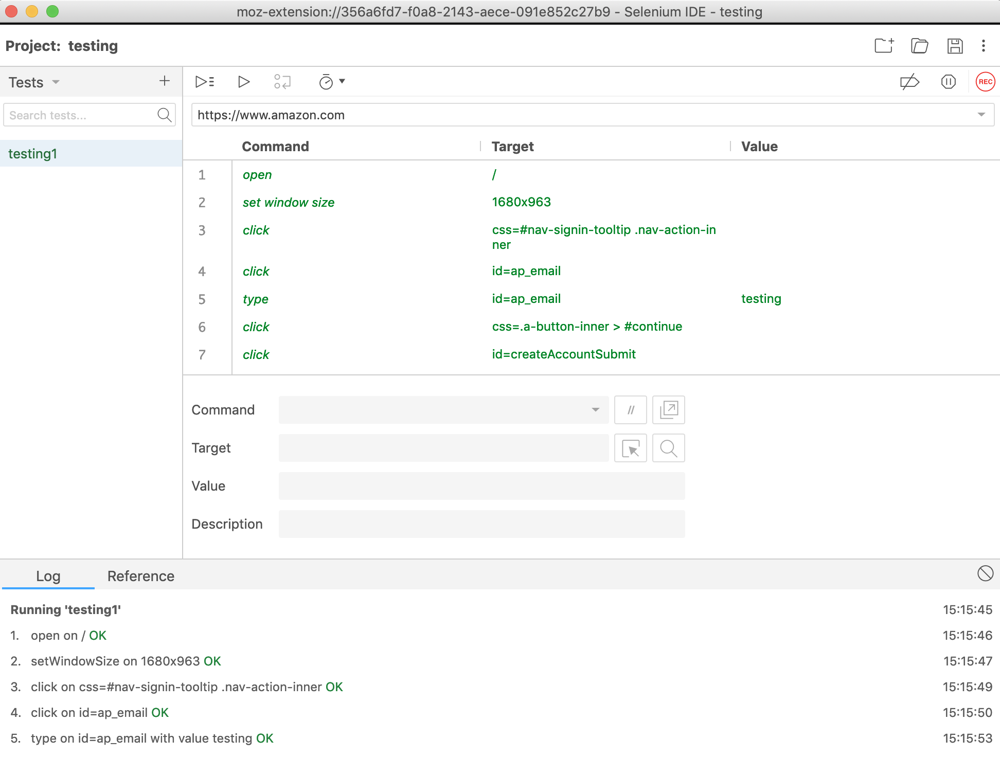 moz-extension://356a6fd7-f0a8-2143-aece-091e852c27b9 - Selenium IDE - testing
Project: testing
Tests
REC
Search tests...
https://www.amazon.com
testing1
Command Target Value
1 open /
2 set window size 1680x963
3 click css=#nav-signin-tooltip .nav-action-in
ner
4 click id=ap_email
5 type id=ap_email testing
6 click css=.a-button-inner > #continue
7 click id=createAccountSubmit
Command //
Target
Value
Description
Log Reference
Running 'testing1' 15:15:45
1. open on / OK 15:15:46
2. setWindowSize on 1680x963 OK 15:15:47
3. click on css=#nav-signin-tooltip .nav-action-inner OK 15:15:49
4. click on id=ap_email OK 15:15:50
5. type on id=ap_email with value testing OK 15:15:53